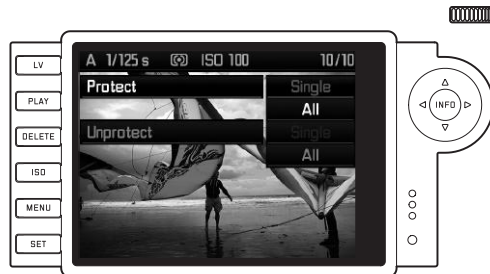 LV
PLAY
DELETE
ISO
MENU
SET
A 1/125 s ISO 100 10/10
Protect Single
All
Unprotect Single
All
INFO